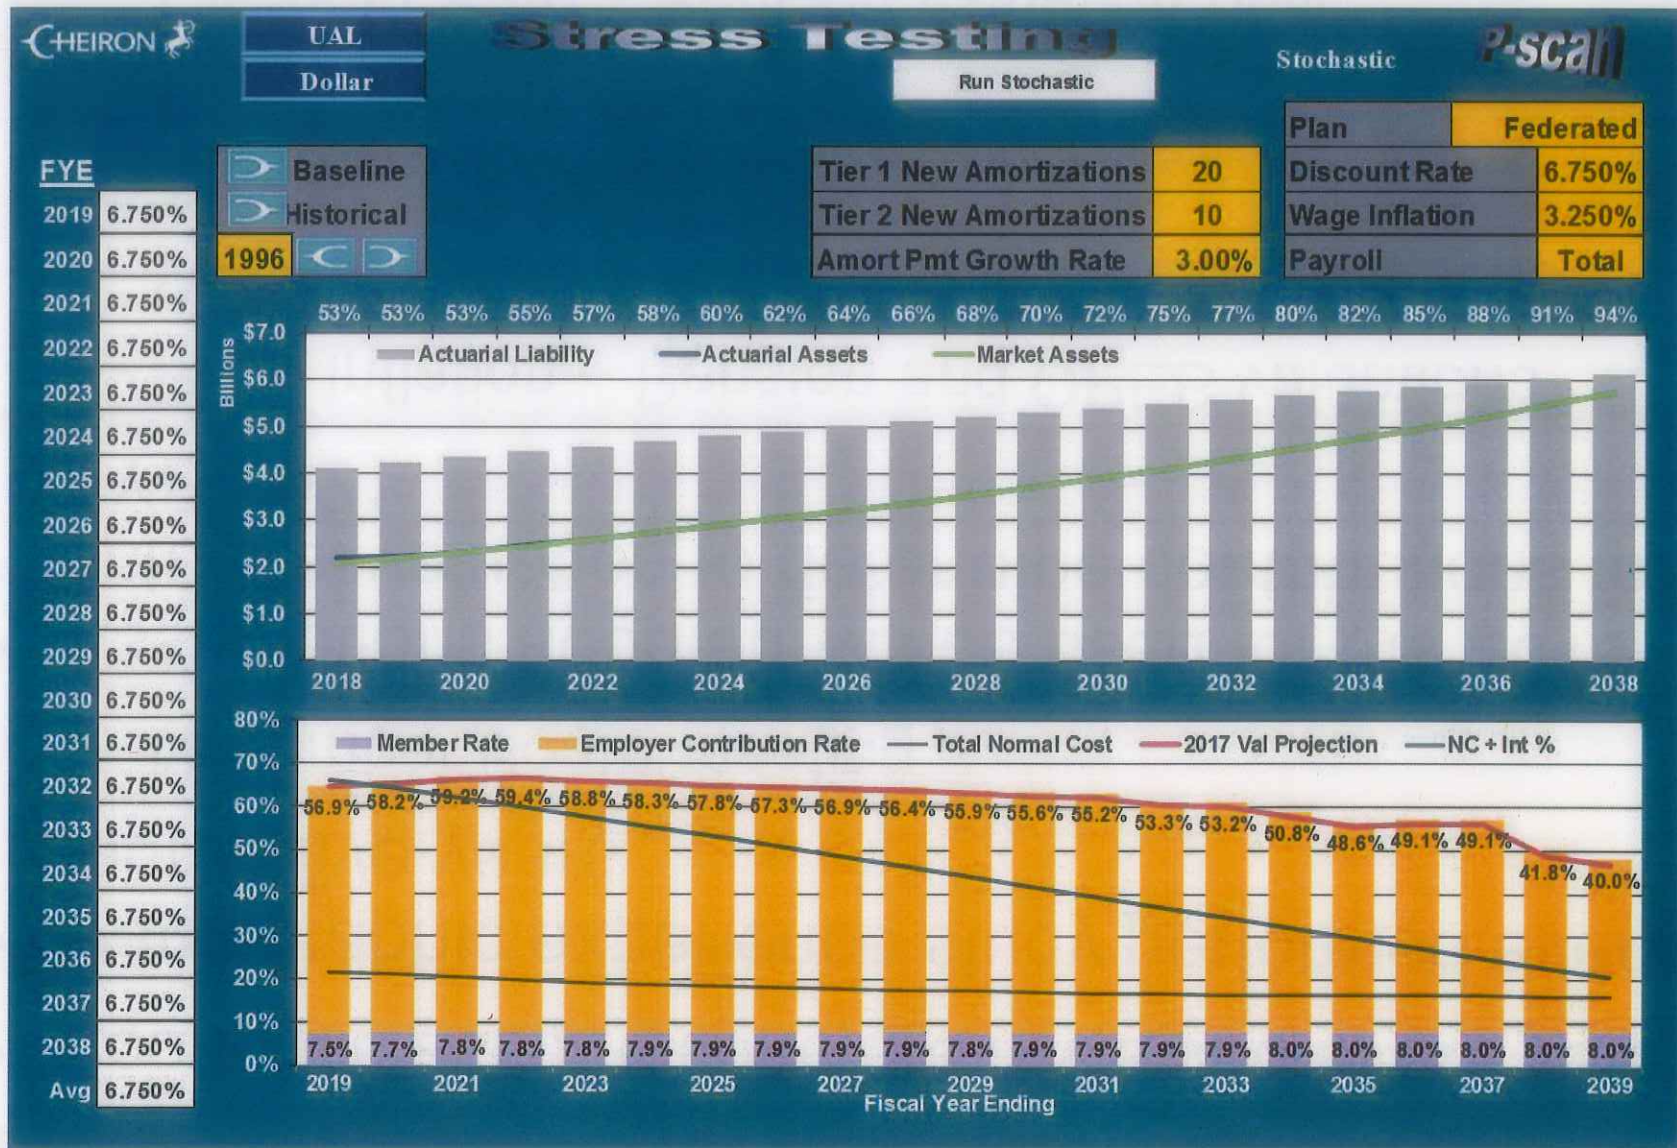 CHEIRON
UAL
Dollar
Stress Testing
Run Stochastic
Stochastic
P-scan
Plan Federated
Discount Rate 6.750%
Wage Inflation 3.250%
Payroll Total
Tier 1 New Amortizations 20
Tier 2 New Amortizations 10
Amort Pmt Growth Rate 3.00%
Baseline
Historical
1996
FYE
2019 6.750%
2020 6.750%
2021 6.750%
2022 6.750%
2023 6.750%
2024 6.750%
2025 6.750%
2026 6.750%
2027 6.750%
2028 6.750%
2029 6.750%
2030 6.750%
2031 6.750%
2032 6.750%
2033 6.750%
2034 6.750%
2035 6.750%
2036 6.750%
2037 6.750%
2038 6.750%
Avg 6.750%
53% 53% 53% 55% 57% 58% 60% 62% 64% 66% 68% 70% 72% 75% 77% 80% 82% 85% 88% 91% 94%
Billions
$7.0
$6.0
$5.0
$4.0
$3.0
$2.0
$1.0
$0.0
Actuarial Liability Actuarial Assets Market Assets
2018 2020 2022 2024 2026 2028 2030 2032 2034 2036 2038
80%
70%
60%
50%
40%
30%
20%
10%
0%
Member Rate Employer Contribution Rate Total Normal Cost 2017 Val Projection NC + Int %
56.9% 58.2% 59.2% 59.4% 58.8% 58.3% 57.8% 57.3% 56.9% 56.4% 55.9% 55.6% 55.2% 53.3% 53.2% 50.8% 48.6% 49.1% 49.1% 41.8% 40.0%
7.5% 7.7% 7.8% 7.8% 7.8% 7.9% 7.9% 7.9% 7.9% 7.9% 7.8% 7.9% 7.9% 7.9% 7.9% 8.0% 8.0% 8.0% 8.0% 8.0% 8.0%
2019 2021 2023 2025 2027 2029 2031 2033 2035 2037 2039
Fiscal Year Ending